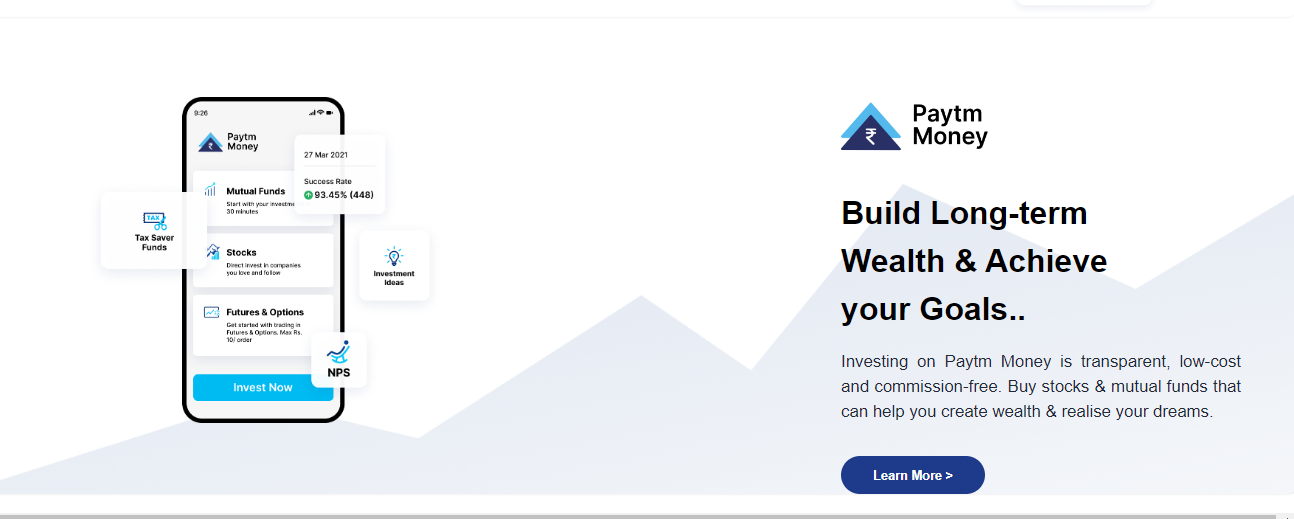 9:26
Paytm
Money
27 Mar 2021
Success Rate
93.45% (448)
Mutual Funds
Start with your investme
30 minutes
TAX
Tax Saver
Funds
Stocks
Direct invest in companies
you love and follow
Investment
Ideas
Futures & Options
Get started with trading in
Futures & Options. Max Rs.
10/ order
NPS
Invest Now
₹
Paytm
Money
Build Long-term
Wealth & Achieve
your Goals..
Investing on Paytm Money is transparent, low-cost
and commission-free. Buy stocks & mutual funds that
can help you create wealth & realise your dreams.
Learn More >